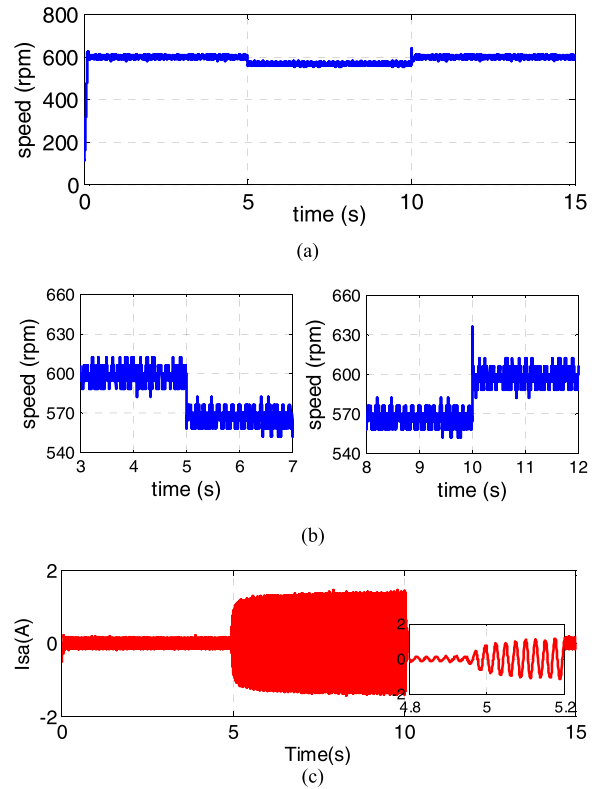 800
600
400
200
0
speed (rpm)
0 5 10 15
time (s)
(a)
660
630
600
570
540
speed (rpm)
3 4 5 6 7
time (s)
660
630
600
570
540
speed (rpm)
8 9 10 11 12
time (s)
(b)
2
0
-2
Isa(A)
0 5 10 15
Time(s)
2
0
-2
4.8 5 5.2
(c)